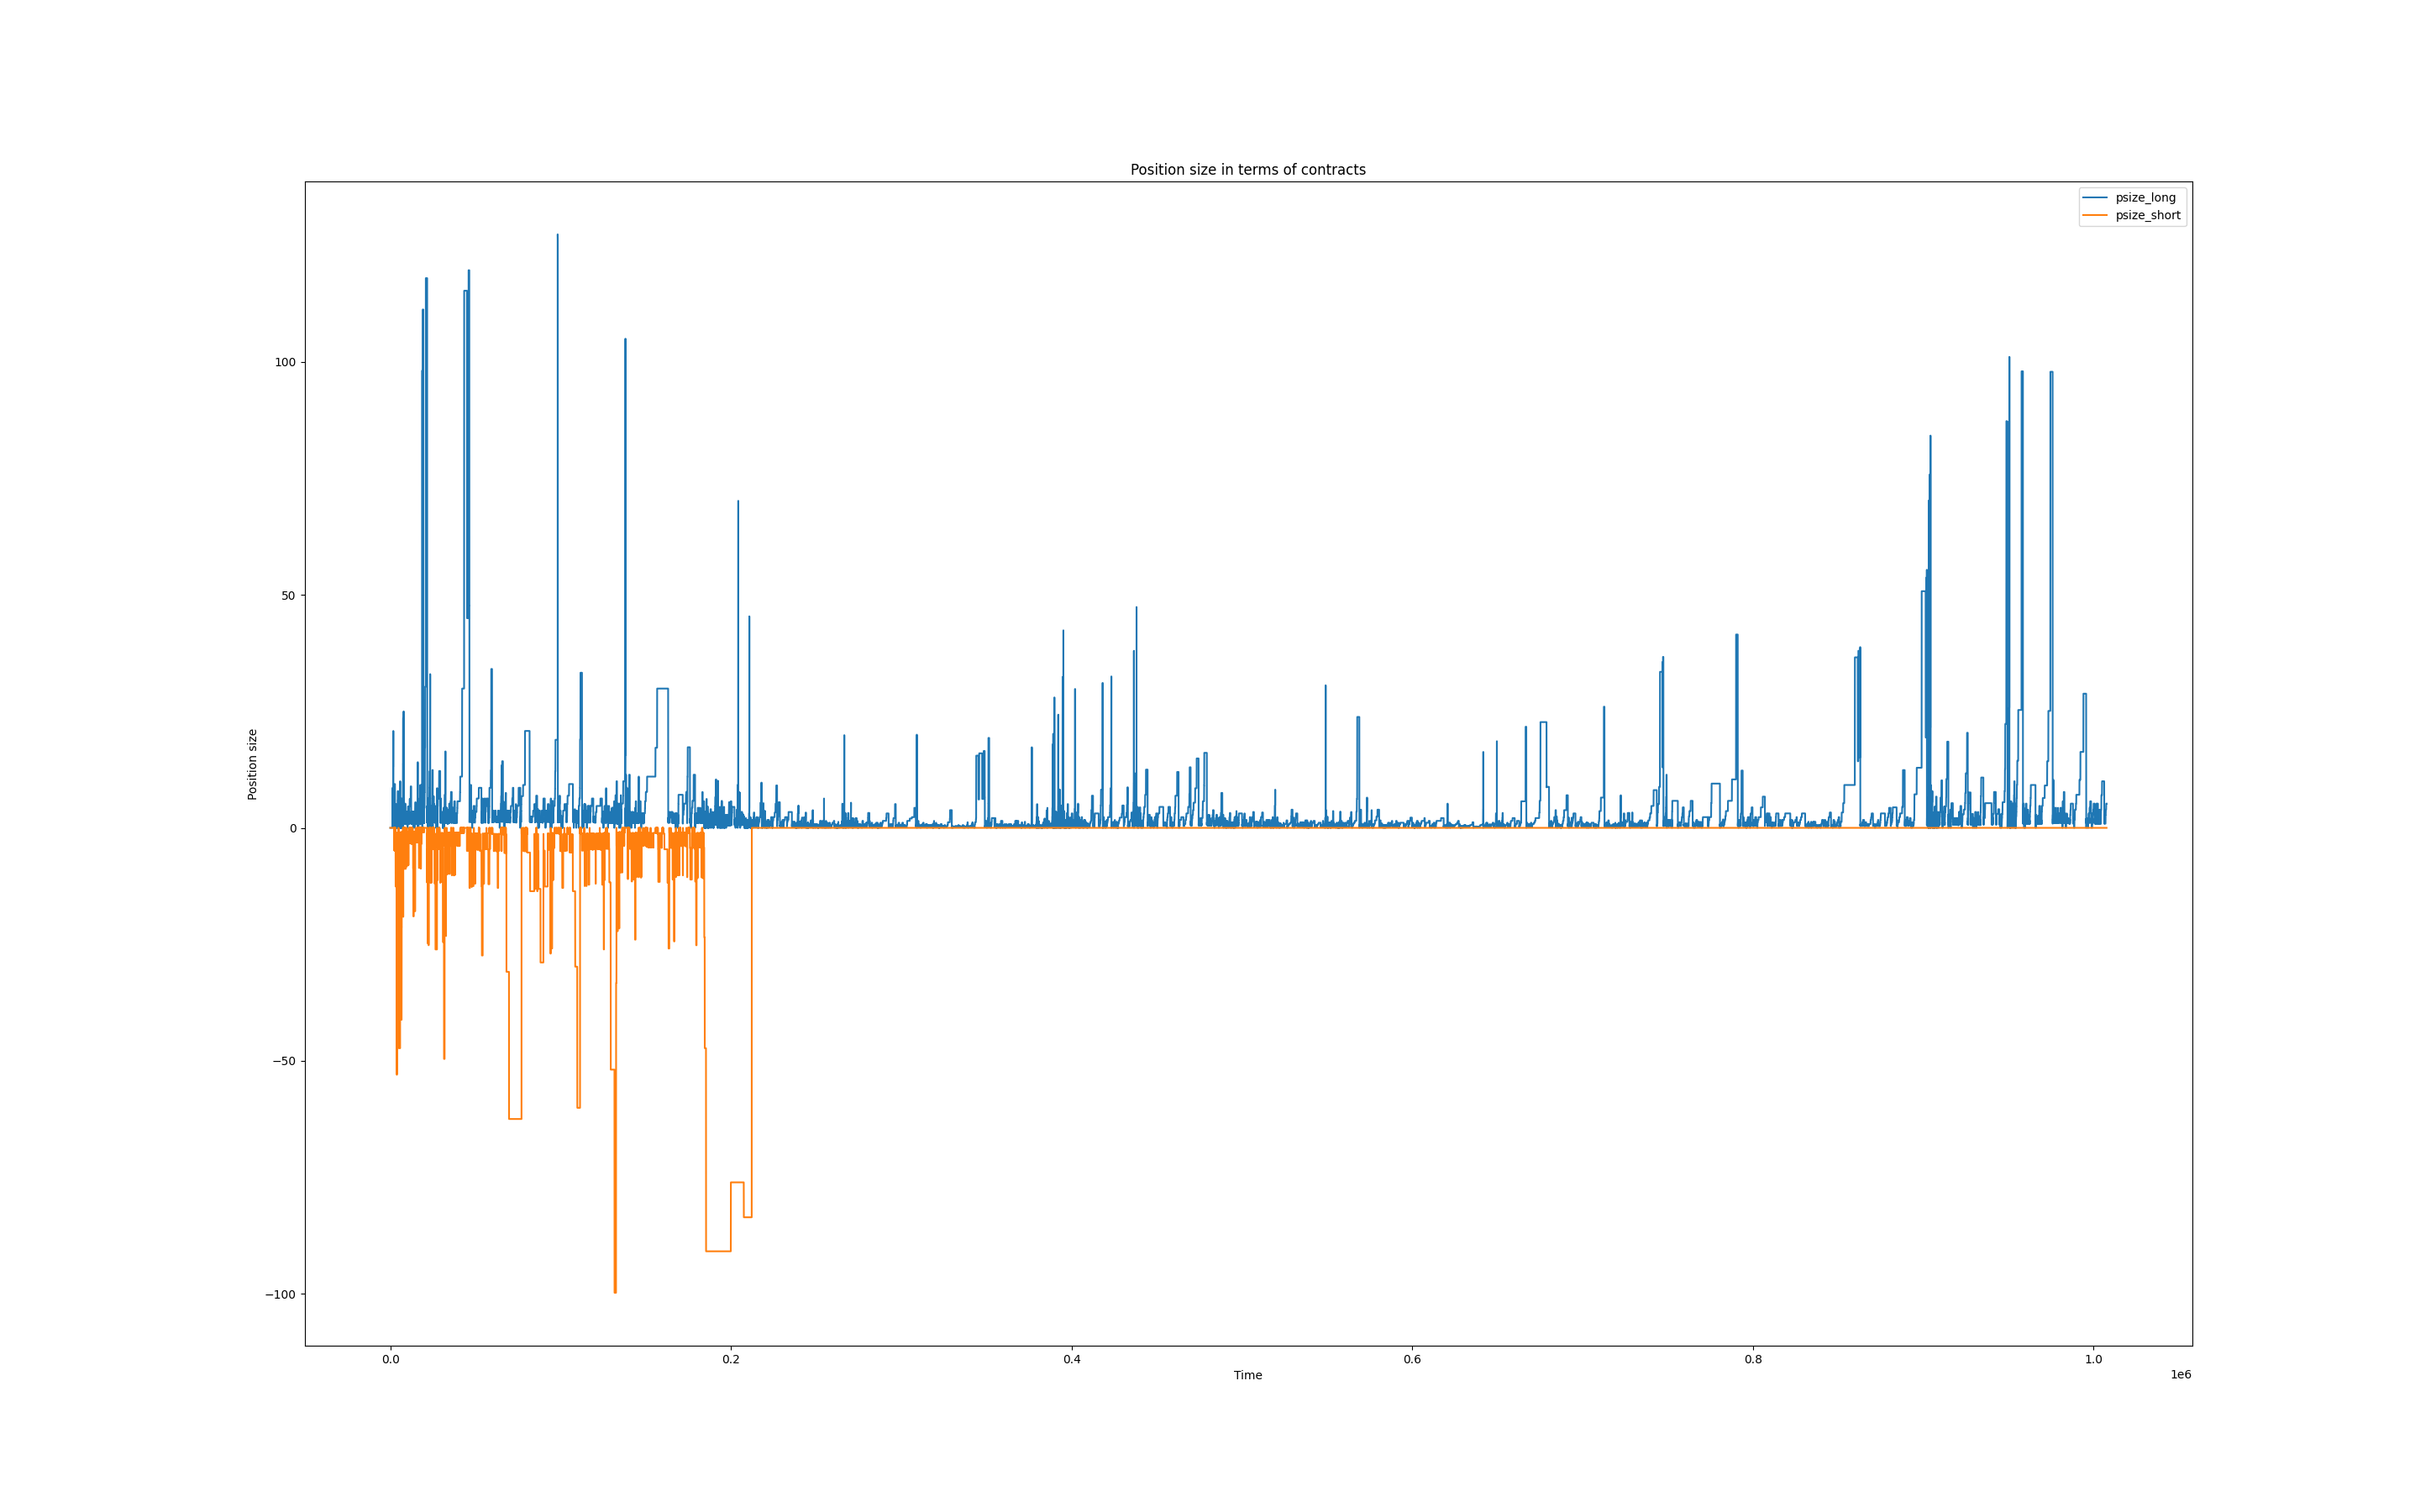 Position size in terms of contracts
psize_long
psize_short
Position size
100
50
0
−50
−100
0.0
0.2
0.4
0.6
0.8
1.0
1e6
Time